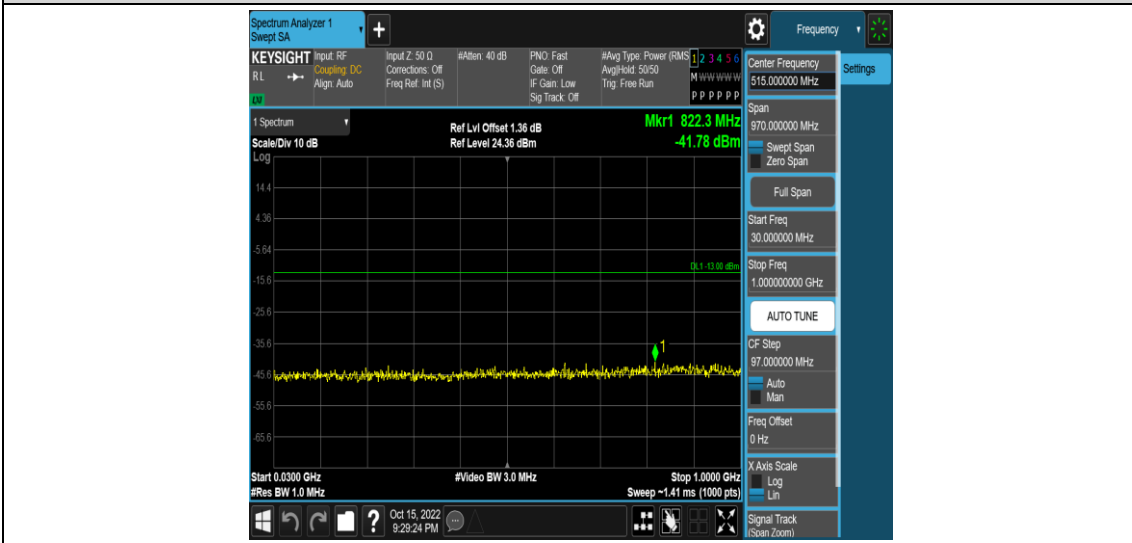 Spectrum Analyzer 1
Swept SA
+
Frequency
KEYSIGHT
RL
LXI
Input: RF
Coupling: DC
Align: Auto
Input Z: 50 Ω
Corrections: Off
Freq Ref: Int (S)
#Atten: 40 dB
PNO: Fast
Gate: Off
IF Gain: Low
Sig Track: Off
#Avg Type: Power (RMS
Avg|Hold: 50/50
Trig: Free Run
1 2 3 4 5 6
M W W W W W
P P P P P P
Center Frequency
515.000000 MHz
Settings
1 Spectrum
Ref Lvl Offset 1.36 dB
Mkr1 822.3 MHz
Scale/Div 10 dB
Ref Level 24.36 dBm
-41.78 dBm
Log
14.4
4.36
-5.64
DL1 -13.00 dBm
-15.6
-25.6
-35.6
1
-45.6
-55.6
-65.6
Start 0.0300 GHz
#Video BW 3.0 MHz
Stop 1.0000 GHz
#Res BW 1.0 MHz
Sweep ~1.41 ms (1000 pts)
Span
970.000000 MHz
Swept Span
Zero Span
Full Span
Start Freq
30.000000 MHz
Stop Freq
1.000000000 GHz
AUTO TUNE
CF Step
97.000000 MHz
Auto
Man
Freq Offset
0 Hz
X Axis Scale
Log
Lin
Signal Track
(Span Zoom)
?
Oct 15, 2022
9:29:24 PM